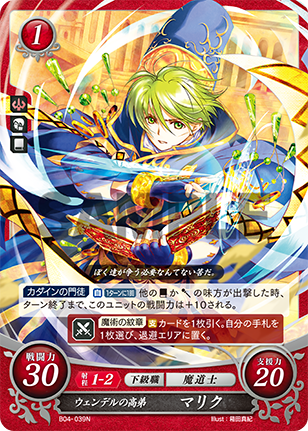 1
SAMPLE
ぼく達が争う必要なんてない筈だ。
カダインの門徒 自 1ターンに1回 他の か の味方が出撃した時、
ターン終了まで、このユニットの戦闘力は+10される。
魔術の紋章 支 カードを1枚引く。自分の手札を
1枚選び、退避エリアに置く。
戦闘力
30
射程 1-2 下級職 魔道士
支援力
20
ウェンデルの高弟 マリク
B04-039N
Illust:箱田真紀